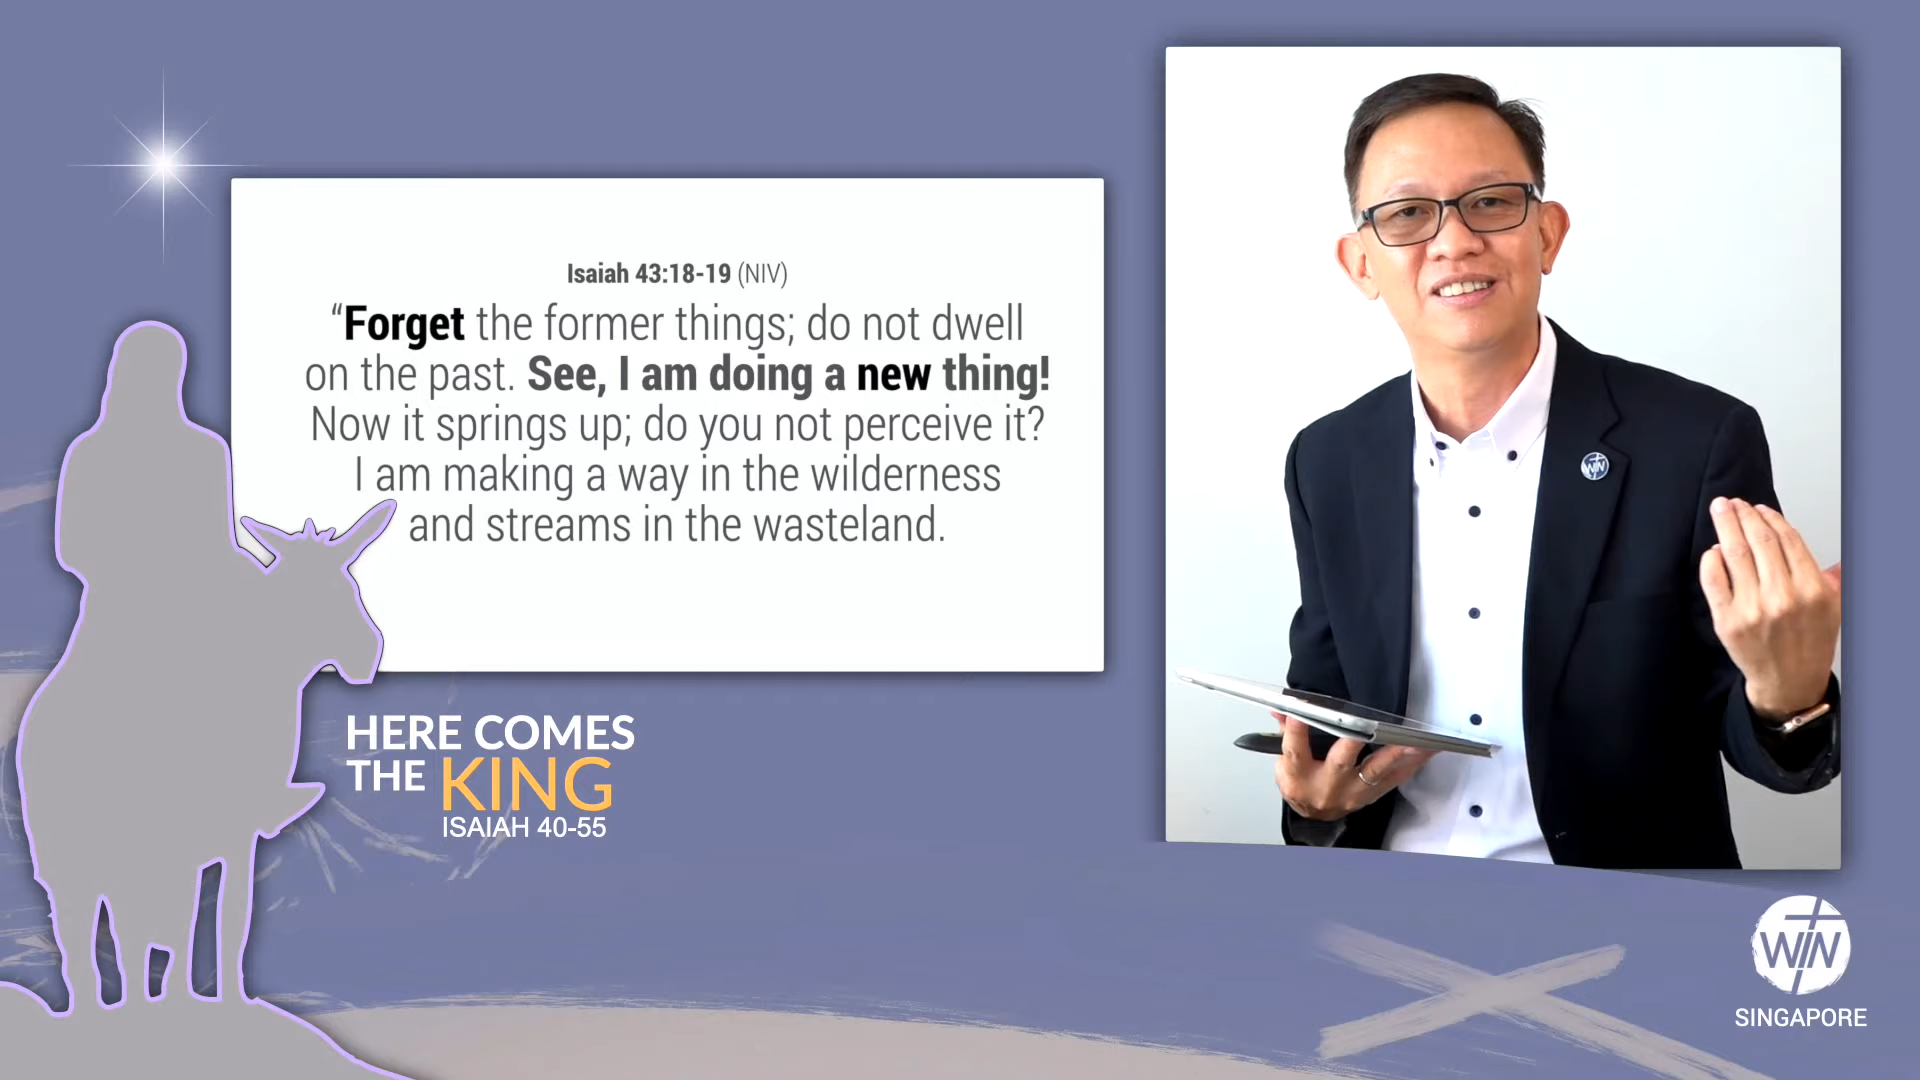 Isaiah 43:18-19 (NIV)
“Forget the former things; do not dwell
on the past. See, I am doing a new thing!
Now it springs up; do you not perceive it?
I am making a way in the wilderness
and streams in the wasteland.
HERE COMES
THE KING
ISAIAH 40-55
WIN
WIN
SINGAPORE